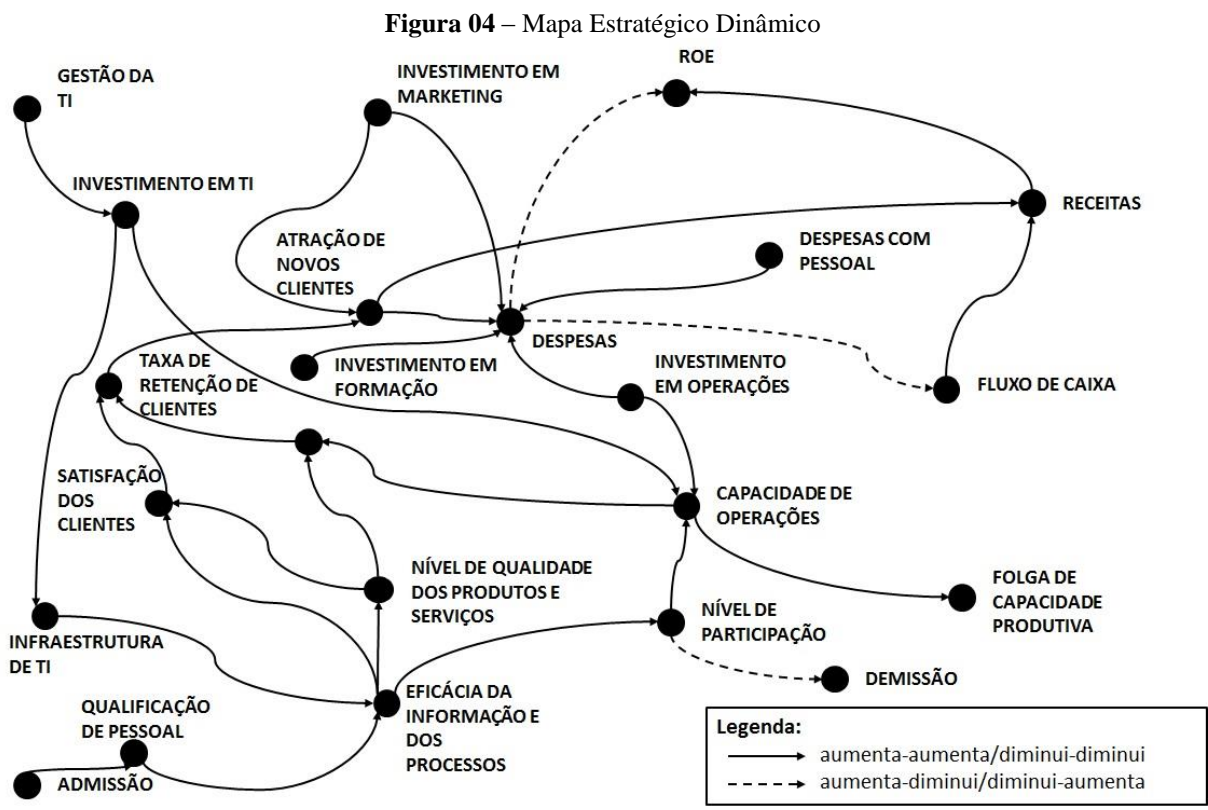 Figura 04 – Mapa Estratégico Dinâmico
GESTÃO DA
TI
INVESTIMENTO EM
MARKETING
ROE
INVESTIMENTO EM TI
RECEITAS
ATRAÇÃO DE
NOVOS
CLIENTES
DESPESAS COM
PESSOAL
DESPESAS
TAXA DE
RETENÇÃO DE
CLIENTES
INVESTIMENTO EM
FORMAÇÃO
INVESTIMENTO
EM OPERAÇÕES
FLUXO DE CAIXA
SATISFAÇÃO
DOS
CLIENTES
CAPACIDADE DE
OPERAÇÕES
NÍVEL DE QUALIDADE
DOS PRODUTOS E
SERVIÇOS
FOLGA DE
CAPACIDADE
PRODUTIVA
NÍVEL DE
PARTICIPAÇÃO
INFRAESTRUTURA
DE TI
DEMISSÃO
EFICÁCIA DA
INFORMAÇÃO E
DOS
PROCESSOS
QUALIFICAÇÃO
DE PESSOAL
ADMISSÃO
Legenda:
aumenta-aumenta/diminui-diminui
aumenta-diminui/diminui-aumenta